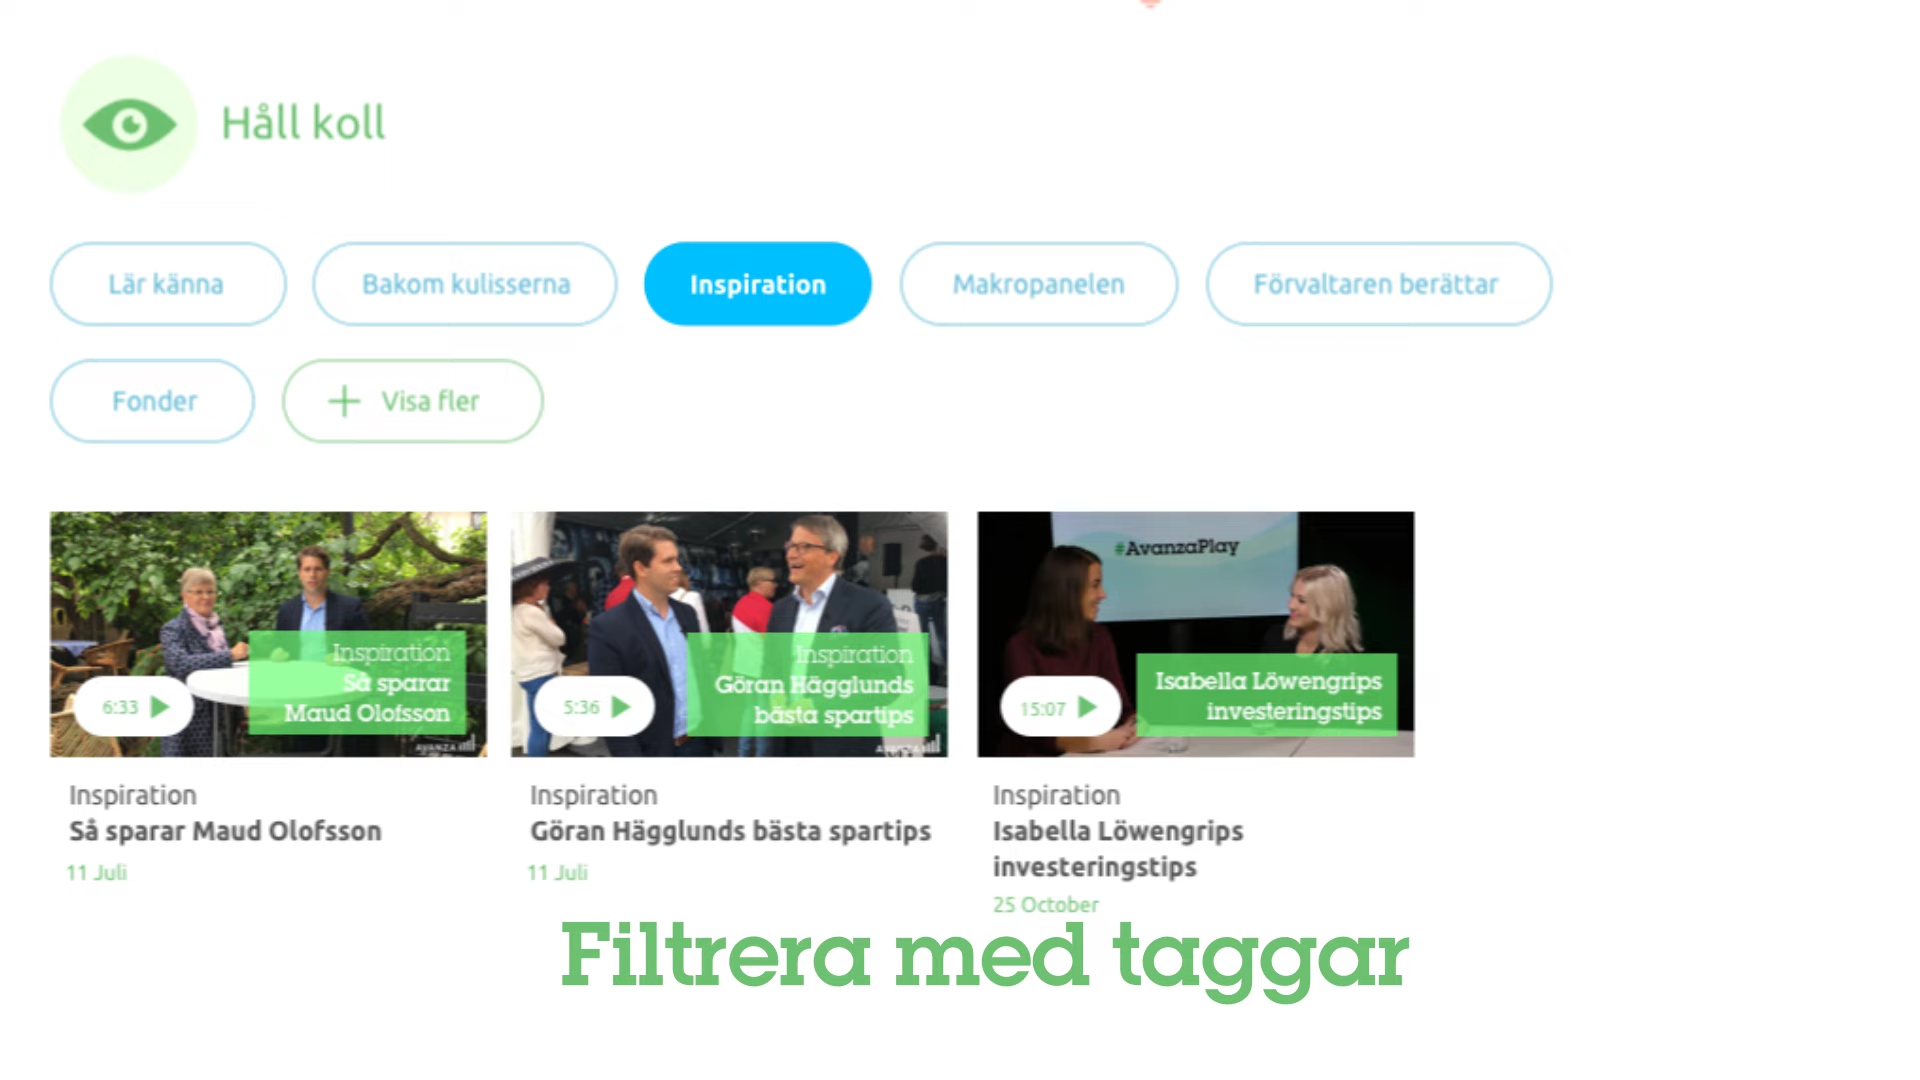 Håll koll
Lär känna
Bakom kulisserna
Inspiration
Makropanelen
Förvaltaren berättar
Fonder
+ Visa fler
Inspiration
Så sparar
Maud Olofsson
6:33
AVANZA
Inspiration
Göran Hägglunds
bästa spartips
5:36
AVANZA
#AvanzaPlay
Isabella Löwengrips
investeringstips
15:07
Inspiration
Så sparar Maud Olofsson
11 Juli
Inspiration
Göran Hägglunds bästa spartips
11 Juli
Inspiration
Isabella Löwengrips
investeringstips
25 October
Filtrera med taggar